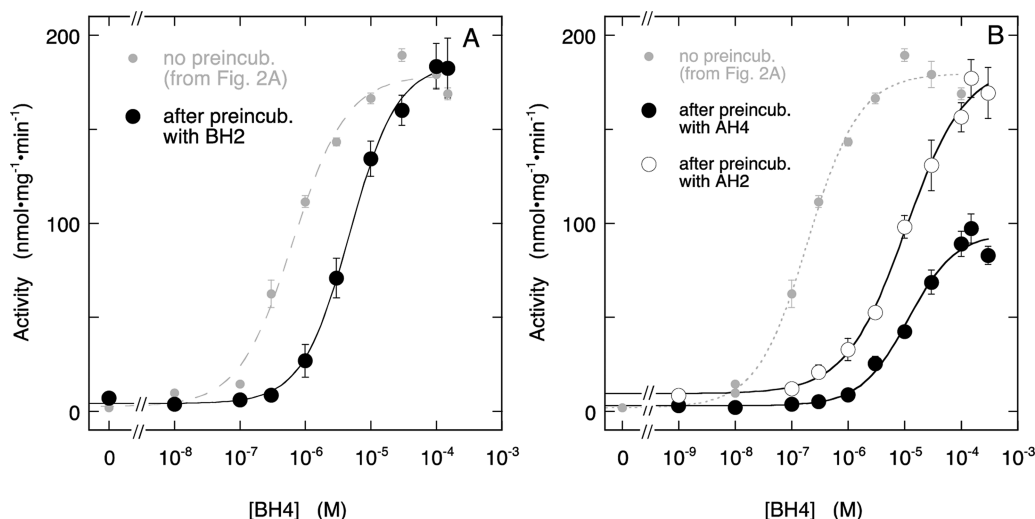 A
200
100
0
Activity (nmol•mg-1•min-1)
no preincub.
(from Fig. 2A)
after preincub.
with BH2
//
//
0
10-8
10-7
10-6
10-5
10-4
10-3
[BH4] (M)
B
200
100
0
Activity (nmol•mg-1•min-1)
no preincub.
(from Fig. 2A)
after preincub.
with AH4
after preincub.
with AH2
//
//
0
10-9
10-8
10-7
10-6
10-5
10-4
10-3
[BH4] (M)